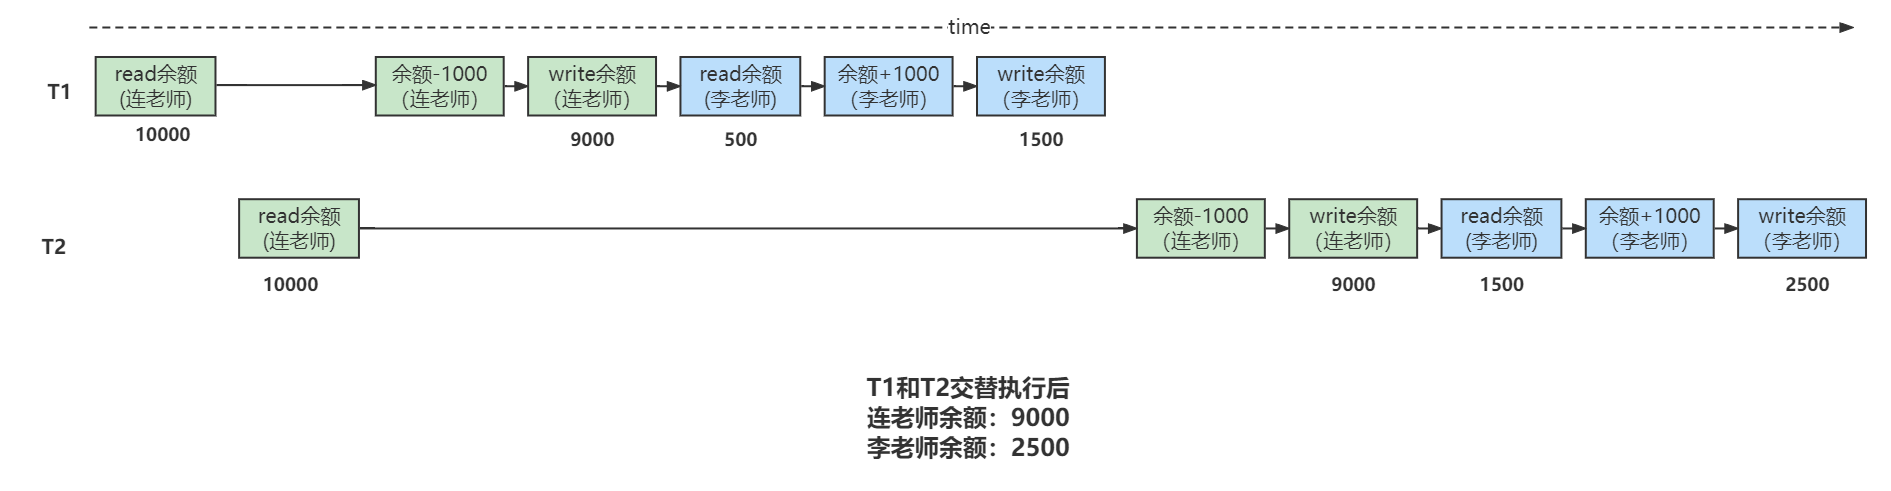 time
T1
read余额
(连老师)
余额-1000
(连老师)
write余额
(连老师)
read余额
(李老师)
余额+1000
(李老师)
write余额
(李老师)
10000
9000
500
1500
T2
read余额
(连老师)
余额-1000
(连老师)
write余额
(连老师)
read余额
(李老师)
余额+1000
(李老师)
write余额
(李老师)
10000
9000
1500
2500
T1和T2交替执行后
连老师余额：9000
李老师余额：2500